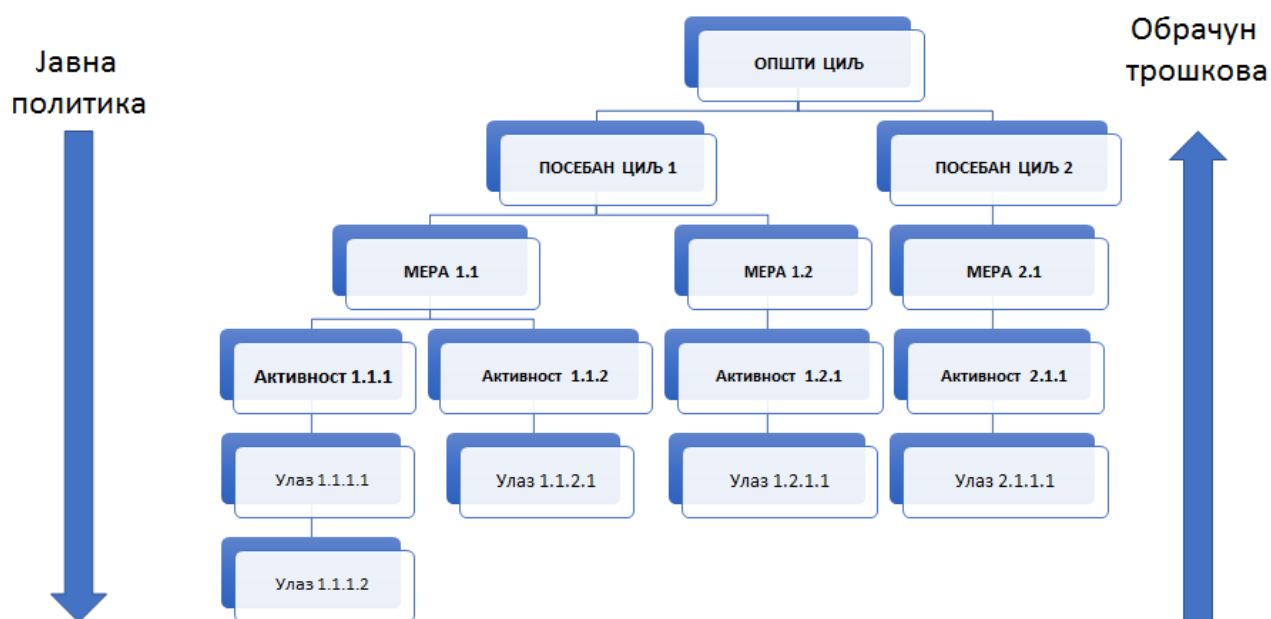 Јавна
политика
Обрачун
трошкова
ОПШТИ ЦИЉ
ПОСЕБАН ЦИЉ 1
ПОСЕБАН ЦИЉ 2
МЕРА 1.1
МЕРА 1.2
МЕРА 2.1
Активност 1.1.1
Активност 1.1.2
Активност 1.2.1
Активност 2.1.1
Улаз 1.1.1.1
Улаз 1.1.2.1
Улаз 1.2.1.1
Улаз 2.1.1.1
Улаз 1.1.1.2